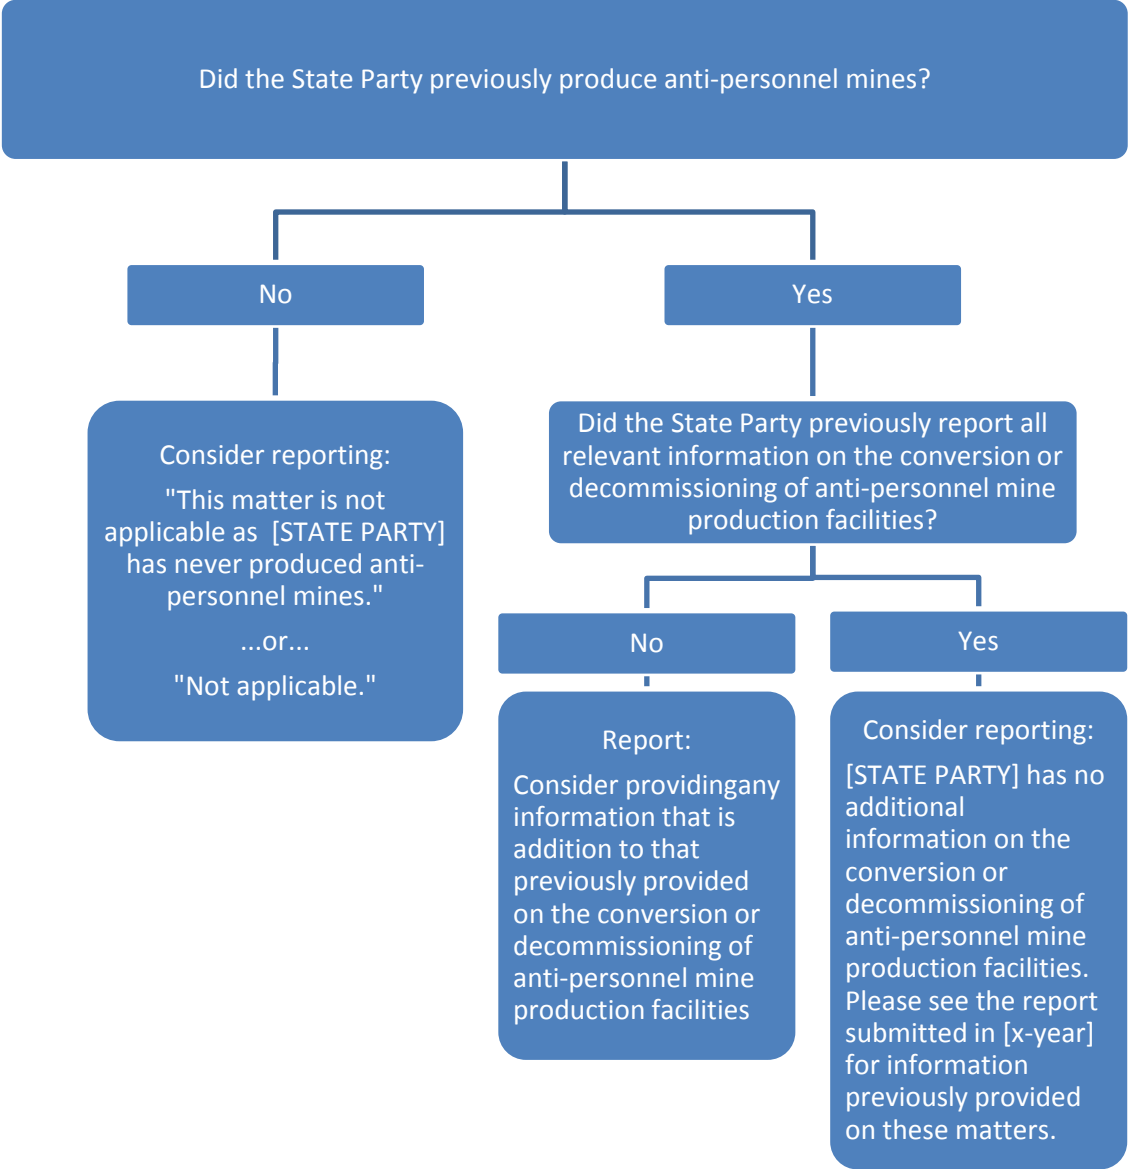 Did the State Party previously produce anti-personnel mines?
No
Yes
Consider reporting:
"This matter is not
applicable as  [STATE PARTY]
has never produced anti-
personnel mines."
...or...
"Not applicable."
Did the State Party previously report all
relevant information on the conversion or
decommissioning of anti-personnel mine
production facilities?
No
Yes
Report:
Consider providingany
information that is
addition to that
previously provided
on the conversion or
decommissioning of
anti-personnel mine
production facilities
Consider reporting:
[STATE PARTY] has no
additional
information on the
conversion or
decommissioning of
anti-personnel mine
production facilities.
Please see the report
submitted in [x-year]
for information
previously provided
on these matters.